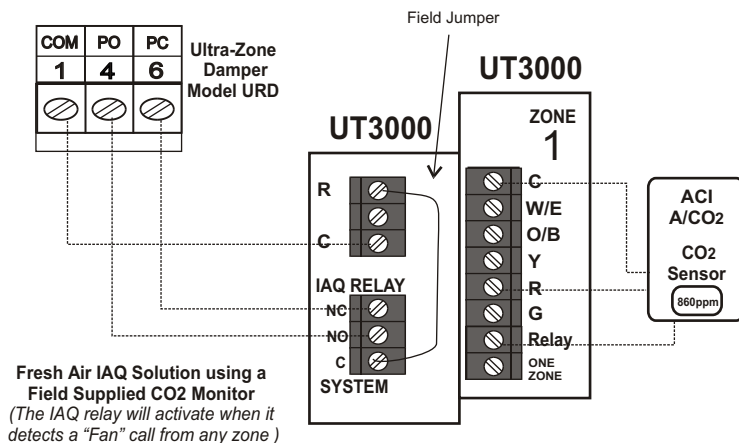 Field Jumper
COM PO PC
1 4 6
Ultra-Zone
Damper
Model URD
UT3000
R
C
IAQ RELAY
NC
NO
C
SYSTEM
UT3000
ZONE
1
C
W/E
O/B
Y
R
G
Relay
ONE
ZONE
ACI
A/CO2
CO2
Sensor
860ppm
Fresh Air IAQ Solution using a
Field Supplied CO2 Monitor
(The IAQ relay will activate when it
detects a "Fan" call from any zone )